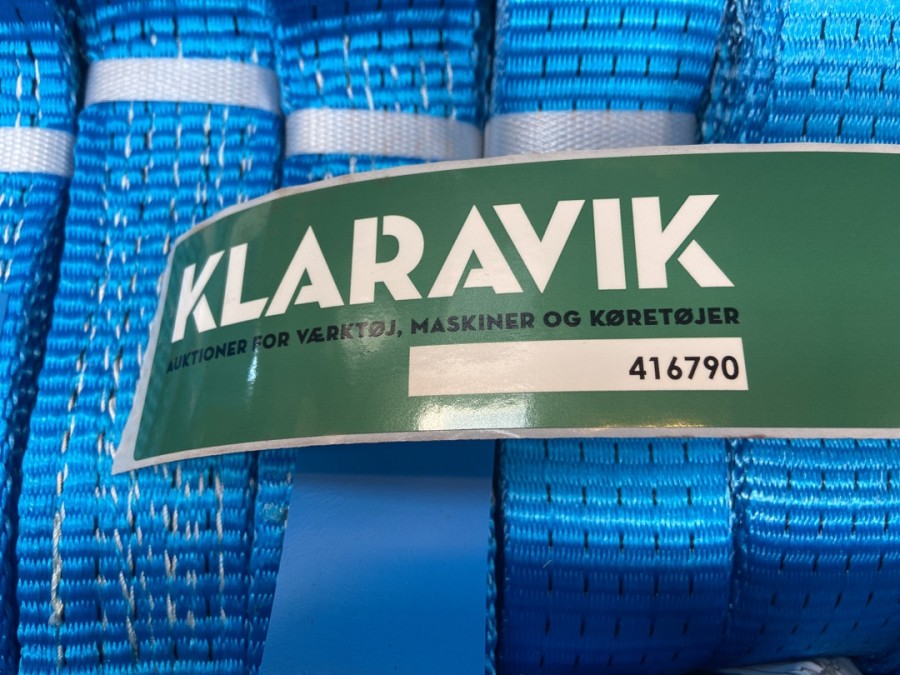 KLARAVIK
AUKTIONER FOR VÆRKTØJ, MASKINER OG KØRETØJER
416790